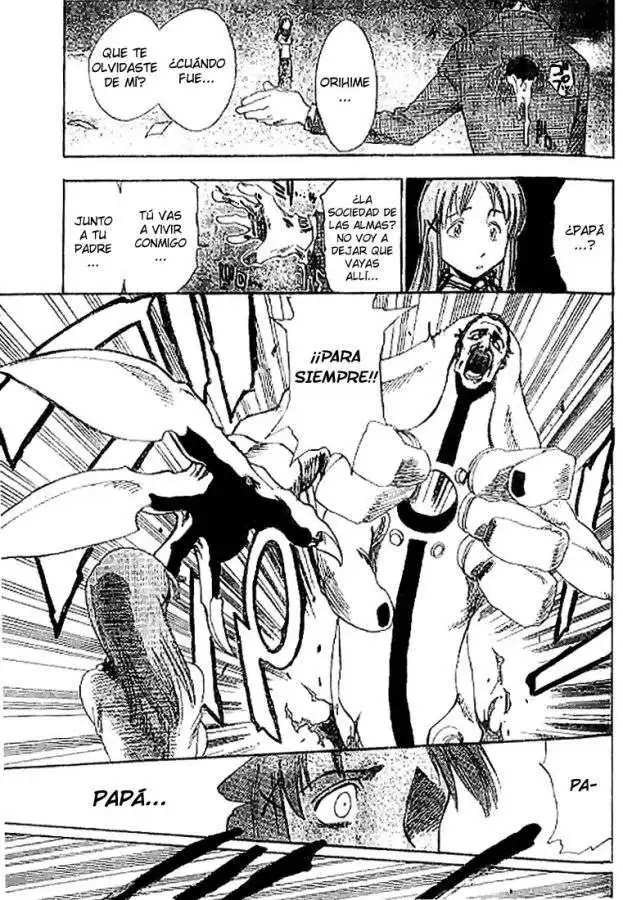 ORIHIME
...
¿CUÁNDO
FUE...
QUE TE
OLVIDASTE
DE MÍ?
¿PAPÁ
...?
¿LA
SOCIEDAD
DE LAS
ALMAS?
NO VOY A
DEJAR QUE
VAYAS
ALLÍ...
TÚ VAS
A VIVIR
CONMIGO
...
JUNTO
A TU
PADRE
...
¡¡PARA
SIEMPRE!!
PA-
PAPÁ...